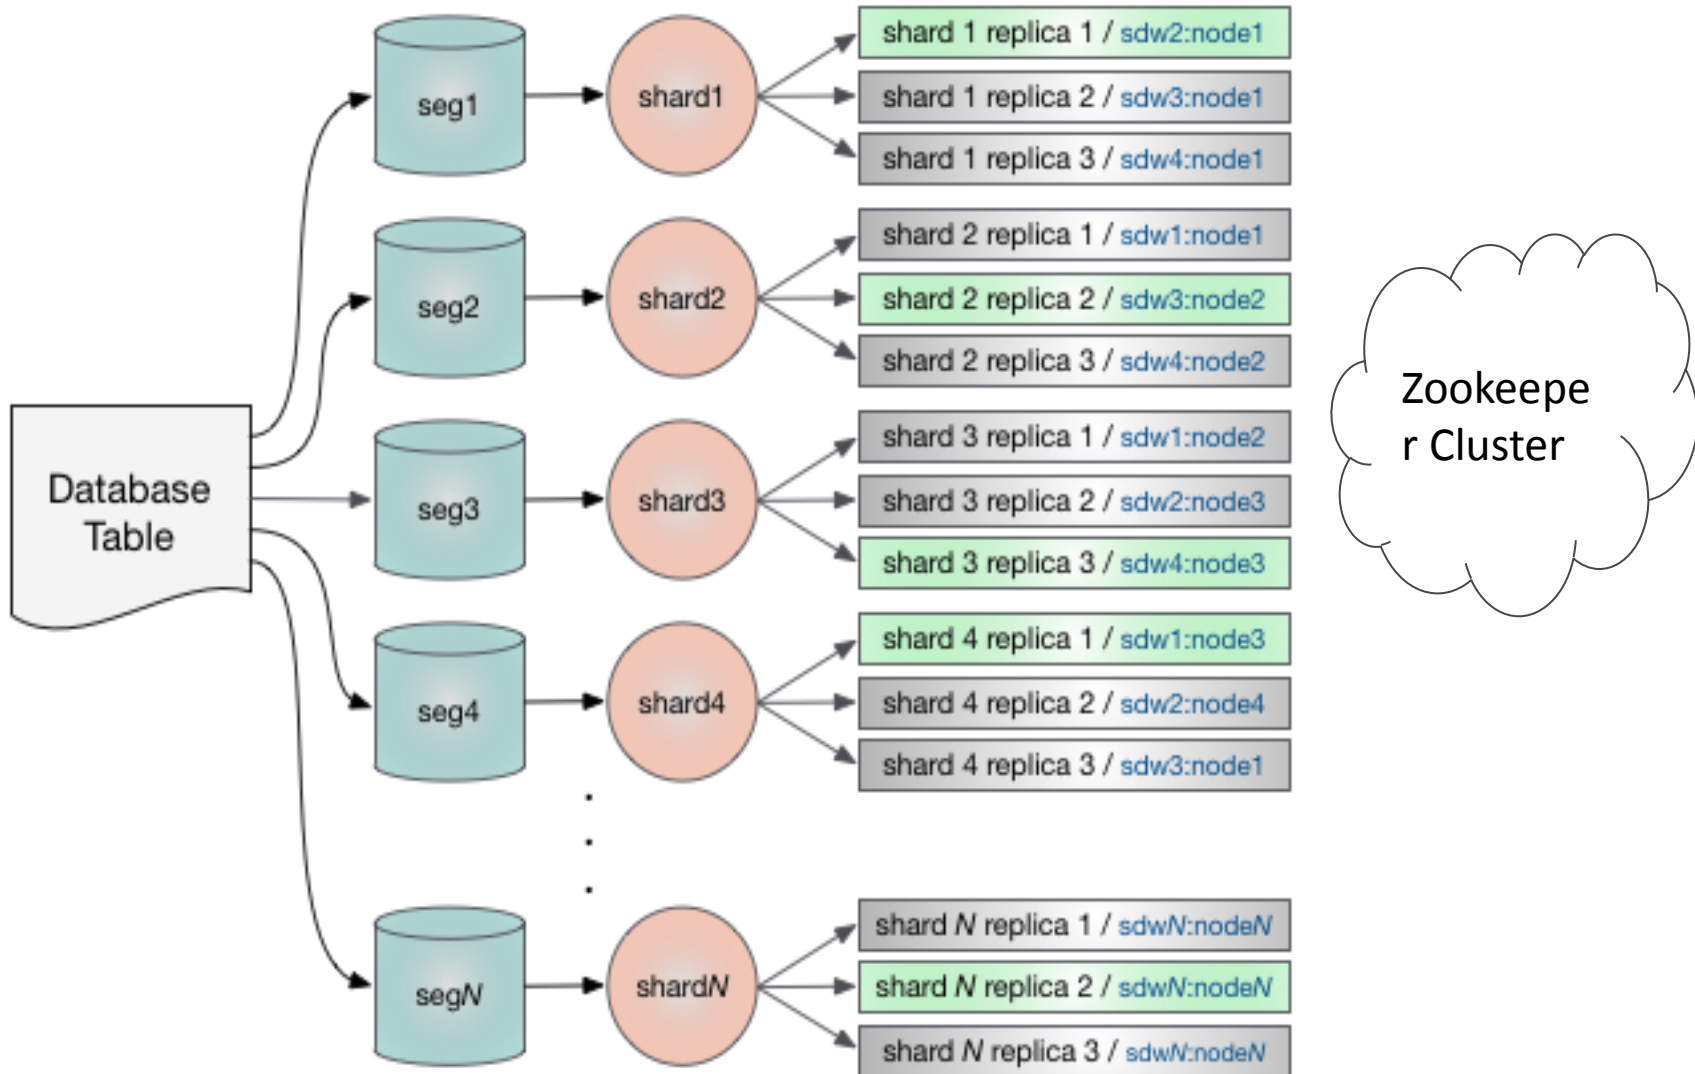 seg1
shard1
shard 1 replica 1 / sdw2:node1
shard 1 replica 2 / sdw3:node1
shard 1 replica 3 / sdw4:node1
seg2
shard2
shard 2 replica 1 / sdw1:node1
shard 2 replica 2 / sdw3:node2
shard 2 replica 3 / sdw4:node2
Database
Table
seg3
shard3
shard 3 replica 1 / sdw1:node2
shard 3 replica 2 / sdw2:node3
shard 3 replica 3 / sdw4:node3
seg4
shard4
shard 4 replica 1 / sdw1:node3
shard 4 replica 2 / sdw2:node4
shard 4 replica 3 / sdw3:node1
segN
shardN
shard N replica 1 / sdwN:nodeN
shard N replica 2 / sdwN:nodeN
shard N replica 3 / sdwN:nodeN
Zookeepe
r Cluster